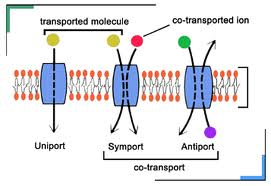 transported molecule
co-transported ion
Uniport
Symport
Antiport
co-transport